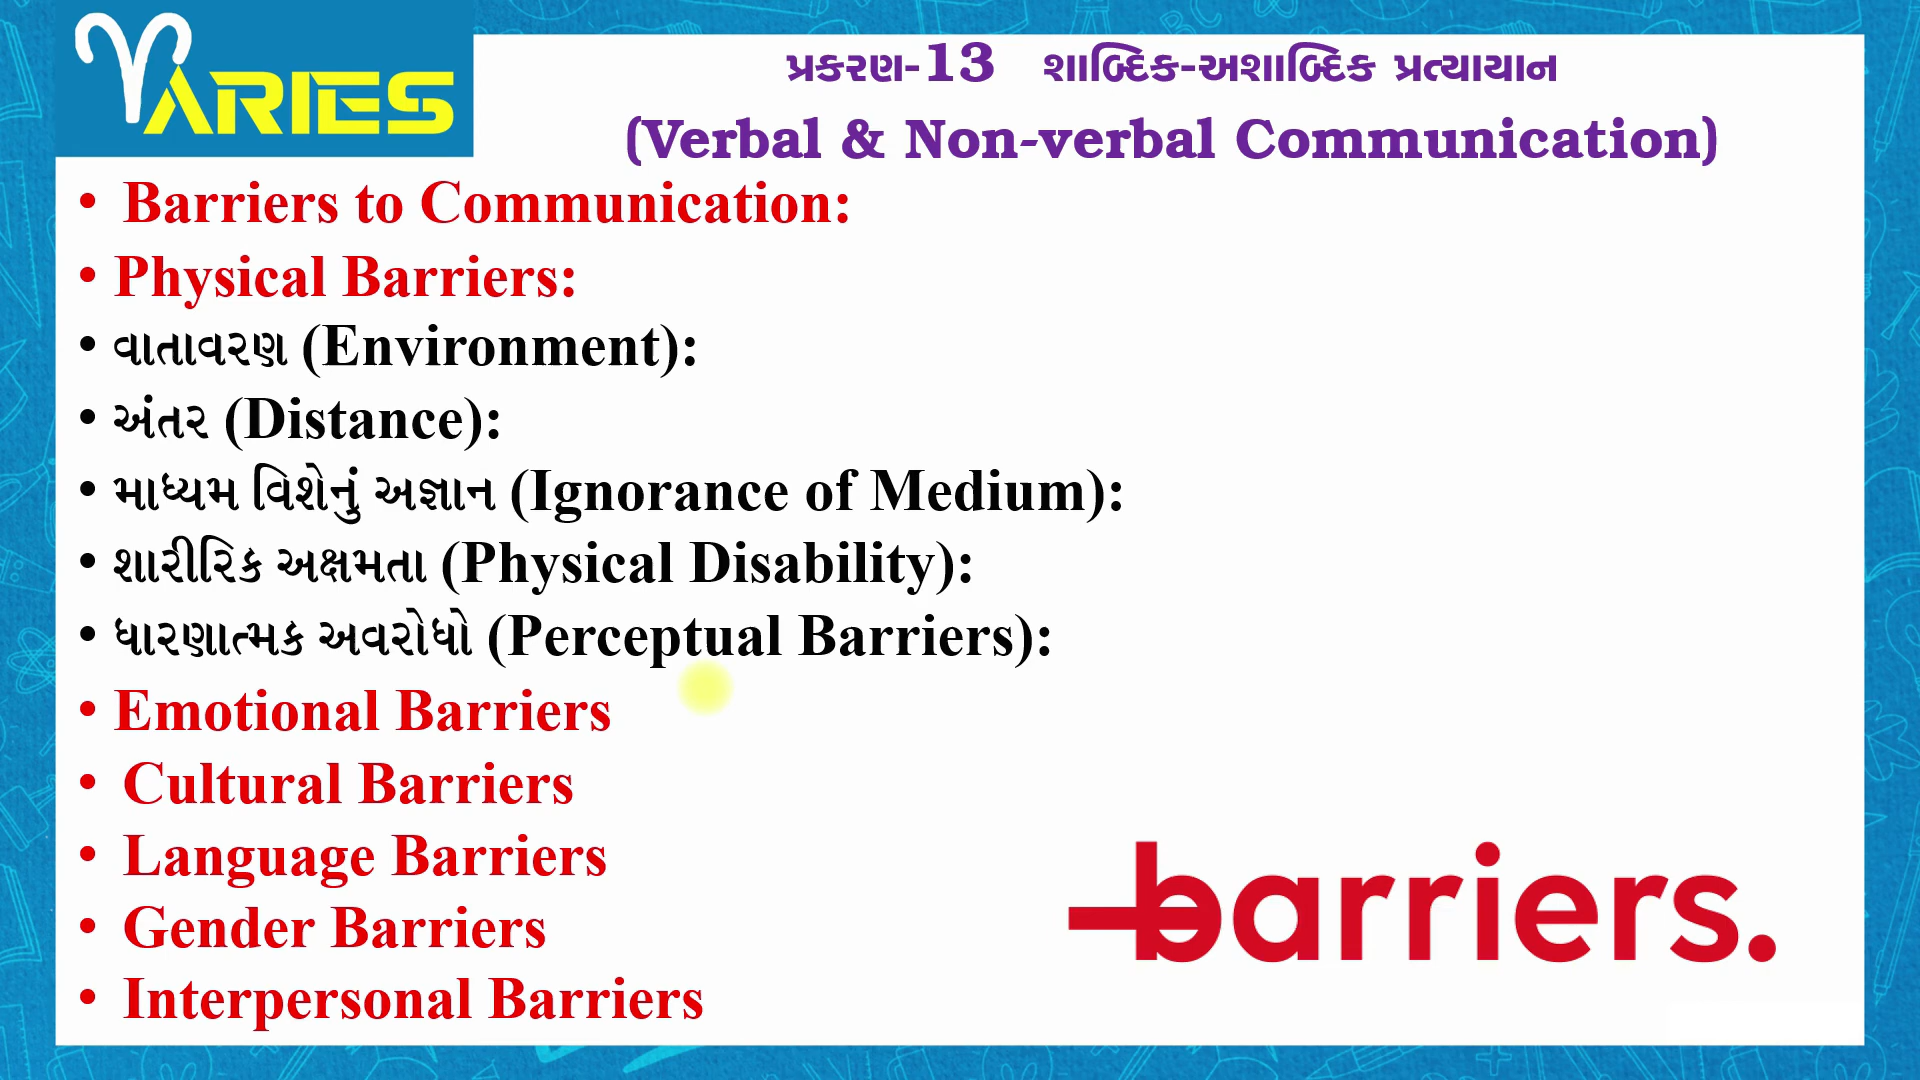 ARIES
પ્રકરણ-13 શાબ્દિક-અશાબ્દિક પ્રત્યાયાન
(Verbal & Non-verbal Communication)
• Barriers to Communication:
• Physical Barriers:
• વાતાવરણ (Environment):
• અંતર (Distance):
• માધ્યમ વિશેનું અજ્ઞાન (Ignorance of Medium):
• શારીરિક અક્ષમતા (Physical Disability):
• ધારણાત્મક અવરોધો (Perceptual Barriers):
• Emotional Barriers
• Cultural Barriers
• Language Barriers
• Gender Barriers
• Interpersonal Barriers
barriers.